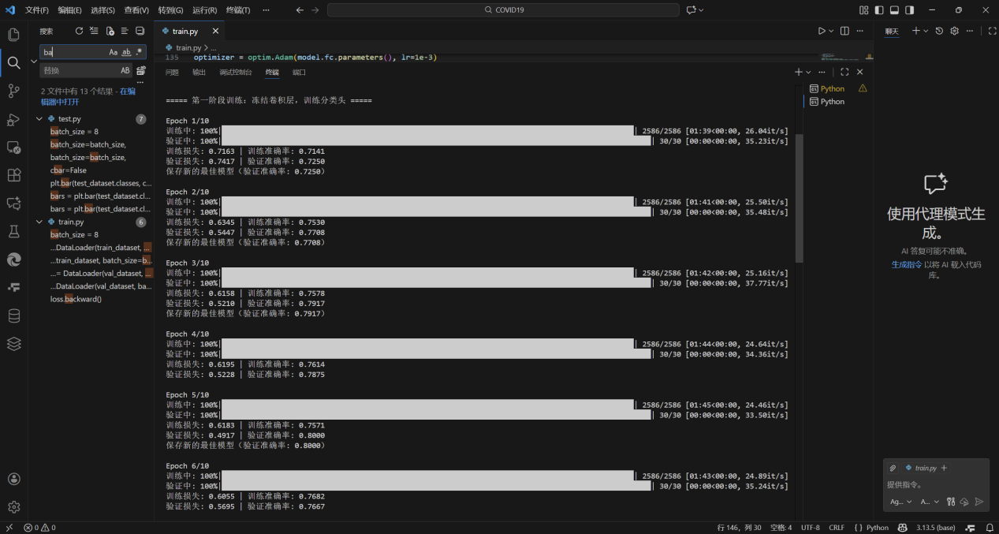 文件(F) 编辑(E) 选择(S) 查看(V) 转到(G) 运行(R) 终端(T) ··· COVID19
搜索
ba Aa ab .*
替换 AB
2 文件中有 13 个结果 - 在编
辑器中打开
test.py 7
batch_size = 8
batch_size=batch_size,
batch_size=batch_size,
cbar=False
plt.bar(test_dataset.classes, c...
bars = plt.bar(test_dataset.cl...
bars = plt.bar(test_dataset.cl...
train.py 6
batch_size = 8
...DataLoader(train_dataset, ...
...train_dataset, batch_size=b...
...= DataLoader(val_dataset, ...
...DataLoader(val_dataset, ba...
loss.backward()
train.py
train.py > ...
135 optimizer = optim.Adam(model.fc.parameters(), lr=1e-3)
问题 输出 调试控制台 终端 端口
===== 第一阶段训练：冻结卷积层，训练分类头 =====
Epoch 1/10
训练中: 100%| | 2586/2586 [01:39<00:00, 26.04it/s]
验证中: 100%| | 30/30 [00:00<00:00, 35.23it/s]
训练损失: 0.7163 | 训练准确率: 0.7141
验证损失: 0.7417 | 验证准确率: 0.7250
保存新的最佳模型（验证准确率: 0.7250）
Epoch 2/10
训练中: 100%| | 2586/2586 [01:41<00:00, 25.50it/s]
验证中: 100%| | 30/30 [00:00<00:00, 35.48it/s]
训练损失: 0.6345 | 训练准确率: 0.7530
验证损失: 0.5447 | 验证准确率: 0.7708
保存新的最佳模型（验证准确率: 0.7708）
Epoch 3/10
训练中: 100%| | 2586/2586 [01:42<00:00, 25.16it/s]
验证中: 100%| | 30/30 [00:00<00:00, 37.77it/s]
训练损失: 0.6158 | 训练准确率: 0.7578
验证损失: 0.5210 | 验证准确率: 0.7917
保存新的最佳模型（验证准确率: 0.7917）
Epoch 4/10
训练中: 100%| | 2586/2586 [01:44<00:00, 24.64it/s]
验证中: 100%| | 30/30 [00:00<00:00, 34.36it/s]
训练损失: 0.6195 | 训练准确率: 0.7614
验证损失: 0.5228 | 验证准确率: 0.7875
Epoch 5/10
训练中: 100%| | 2586/2586 [01:45<00:00, 24.46it/s]
验证中: 100%| | 30/30 [00:00<00:00, 33.50it/s]
训练损失: 0.6183 | 训练准确率: 0.7571
验证损失: 0.4917 | 验证准确率: 0.8000
保存新的最佳模型（验证准确率: 0.8000）
Epoch 6/10
训练中: 100%| | 2586/2586 [01:43<00:00, 24.89it/s]
验证中: 100%| | 30/30 [00:00<00:00, 35.24it/s]
训练损失: 0.6055 | 训练准确率: 0.7682
验证损失: 0.5695 | 验证准确率: 0.7667
Python
Python
聊天
使用代理模式生
成。
AI 答复可能不准确。
生成指令 以将 AI 载入代码
库。
train.py
提供指令。
Ag... A...
0 0 行 146，列 30 空格: 4 UTF-8 CRLF { } Python 3.13.5 (base)